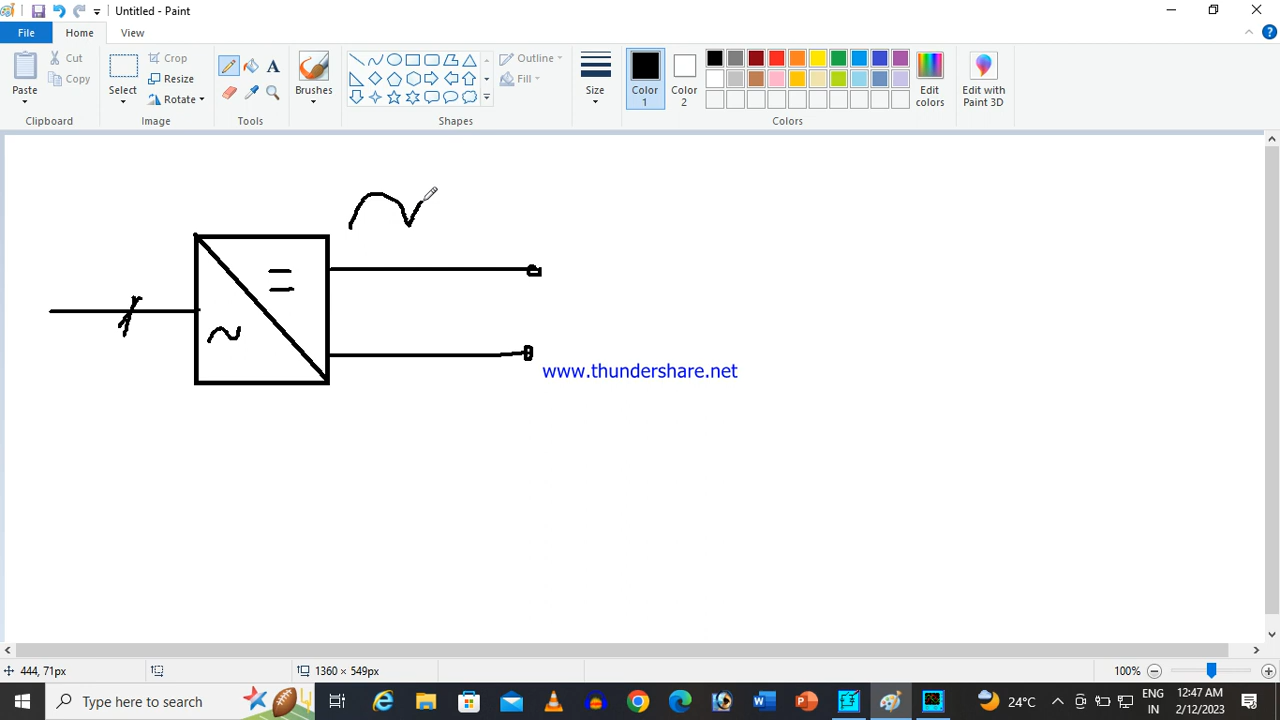 Untitled - Paint
File
Home
View
Paste
Cut
Copy
Clipboard
Select
Crop
Resize
Rotate
Image
A
Tools
Brushes
Outline
Fill
Shapes
Size
Color
1
Color
2
Edit
colors
Colors
Edit with
Paint 3D
=
~
www.thundershare.net
444, 71px
1360 × 549px
100%
Type here to search
24°C
ENG
IN
12:47 AM
2/12/2023